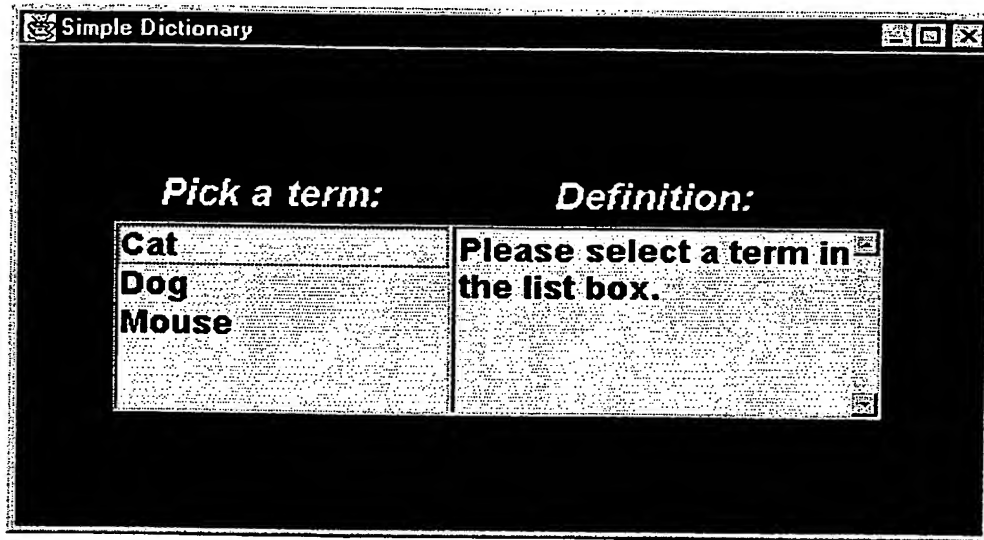 Simple Dictionary
Pick a term:
Definition:
Cat
Dog
Mouse
Please select a term in
the list box.